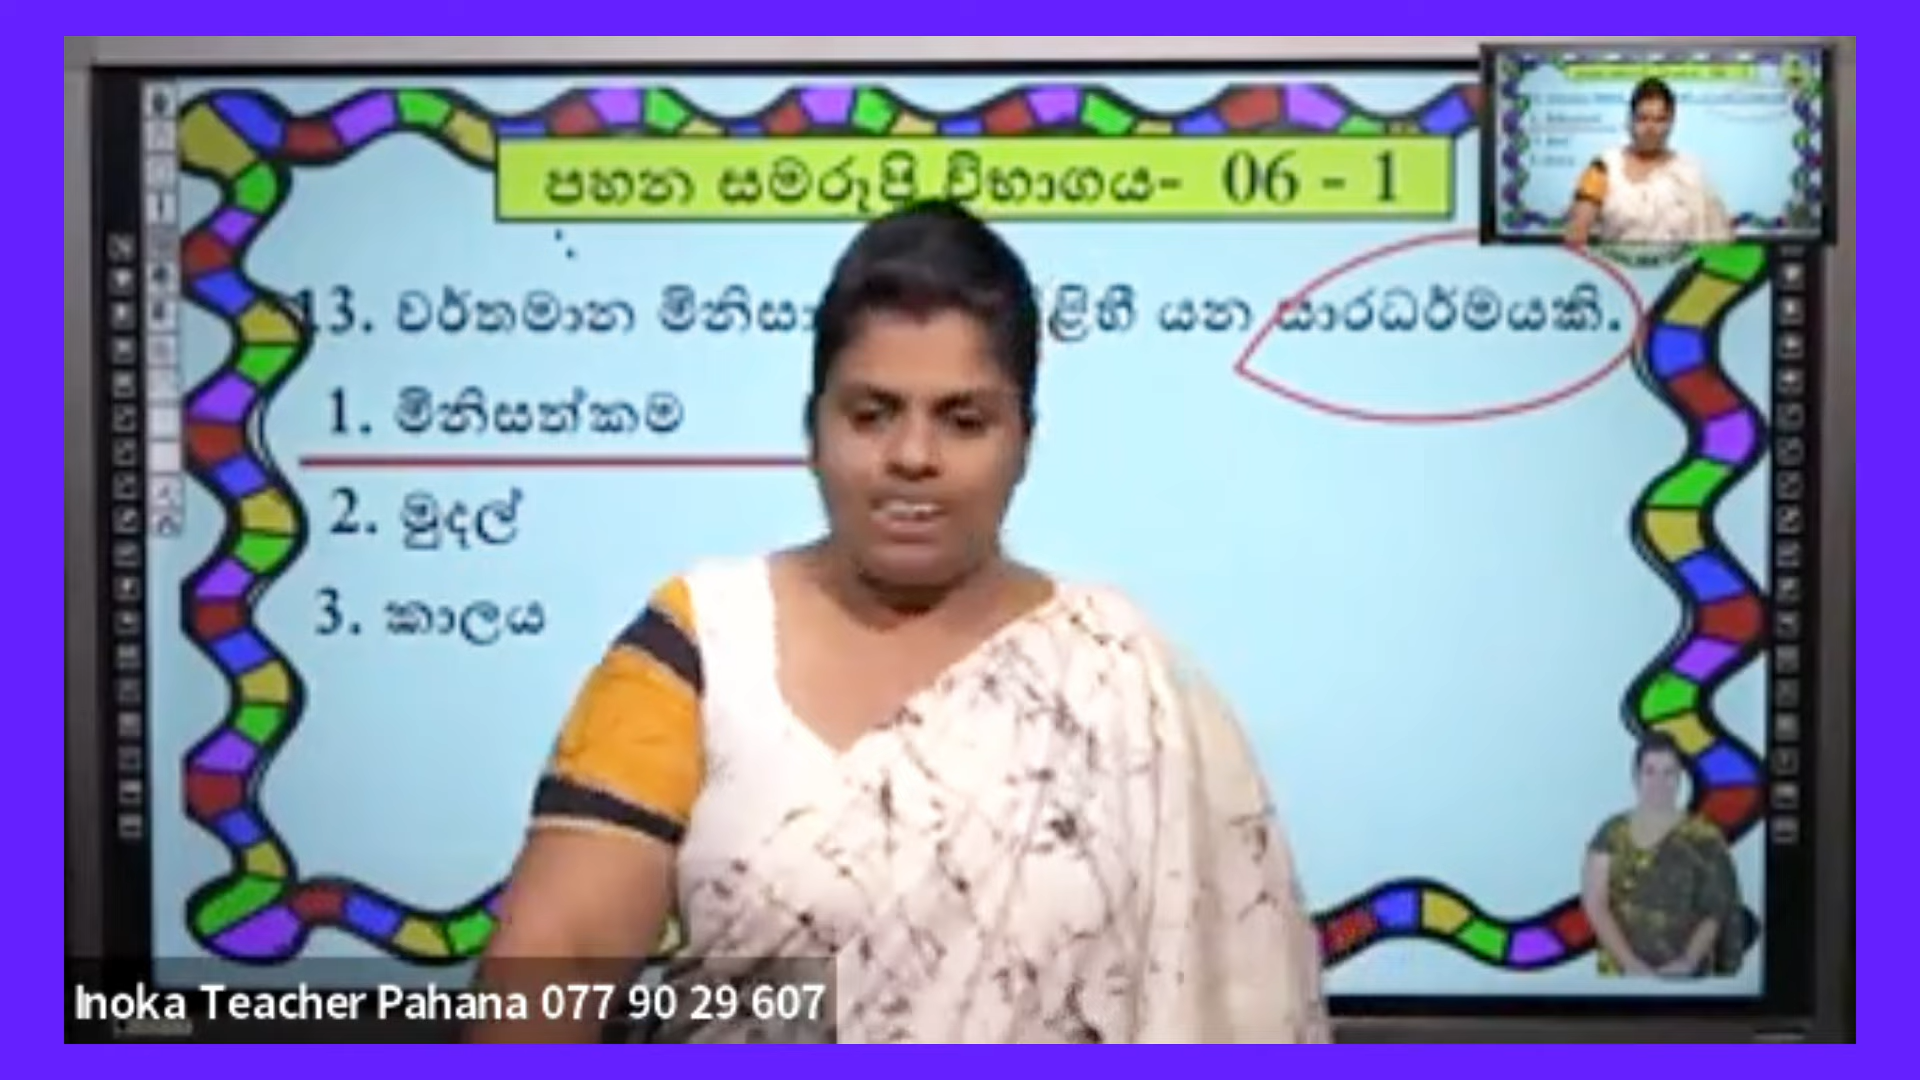 පහන සමරූපි විභාගය- 06 - 1
13. වර්තමාන මිනිසා ළිභී යන සාරධර්මයකි.
1. මිනිසත්කම
2. මුදල්
3. කාලය
Inoka Teacher Pahana 077 90 29 607